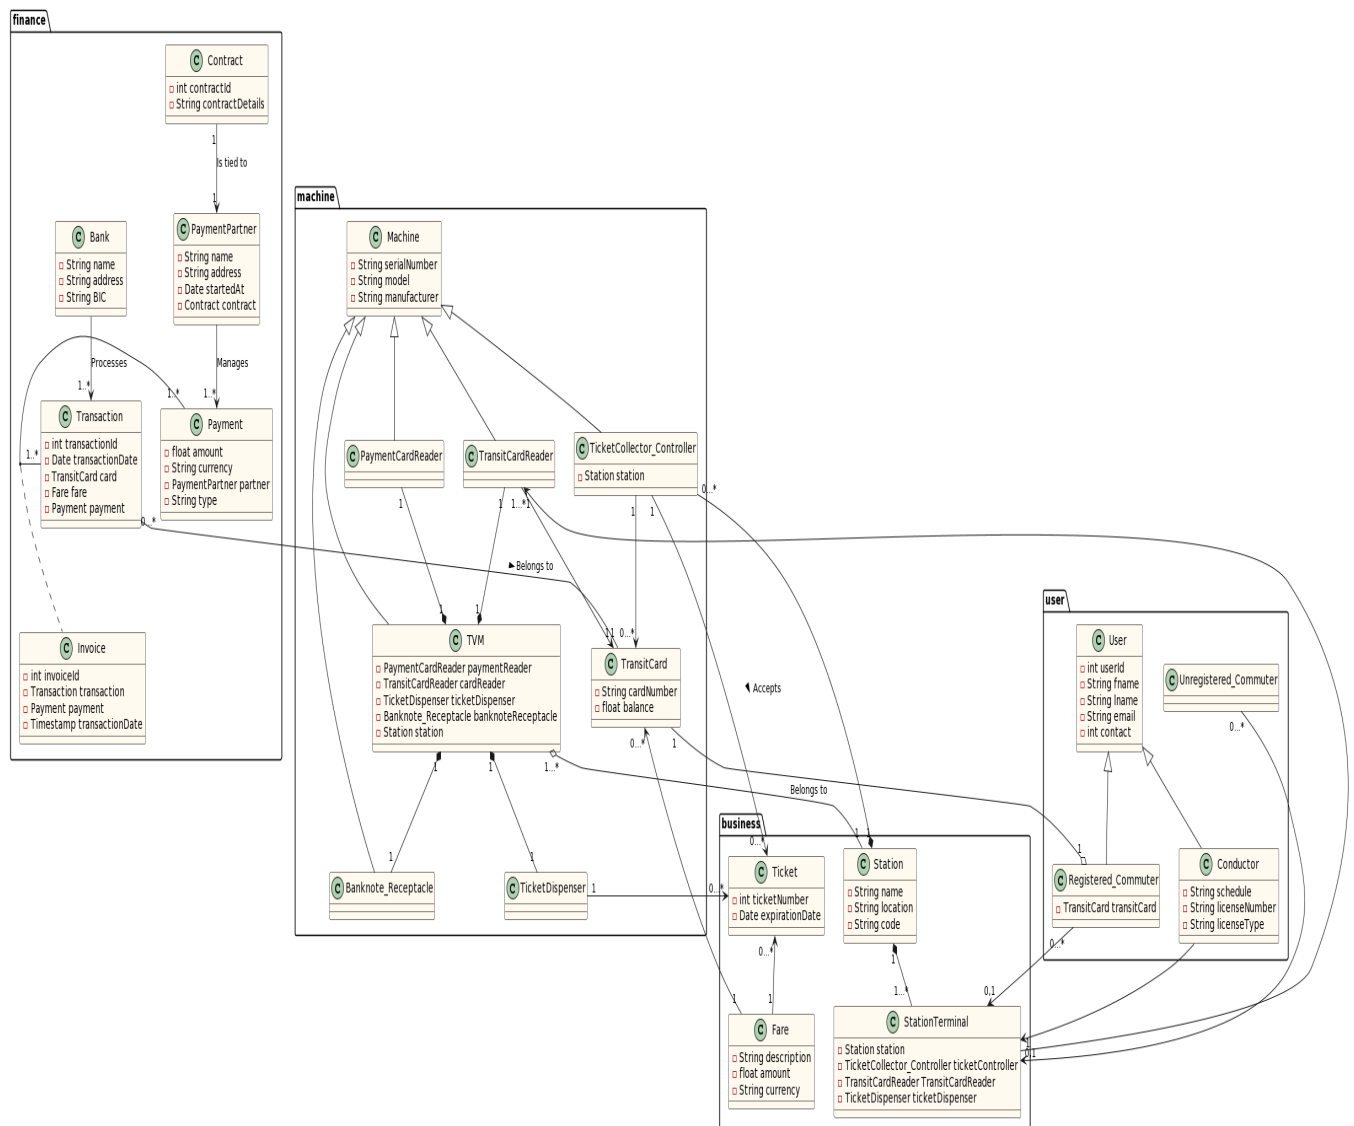 finance
Contract
int contractId
String contractDetails
1
Is tied to
1
PaymentPartner
String name
String address
Date startedAt
Contract contract
Bank
String name
String address
String BIC
Processes
1..*
Manages
1..*
1..*
Transaction
int transactionId
Date transactionDate
TransitCard card
Fare fare
Payment payment
1..*
Payment
float amount
String currency
PaymentPartner partner
String type
0...*
Invoice
int invoiceId
Transaction transaction
Payment payment
Timestamp transactionDate
machine
Machine
String serialNumber
String model
String manufacturer
PaymentCardReader
TransitCardReader
TicketCollector_Controller
Station station
1
1
1...*
1
1
1
0...*
Belongs to
1
1
1
1
0...*
TVM
PaymentCardReader paymentReader
TransitCardReader cardReader
TicketDispenser ticketDispenser
Banknote_Receptacle banknoteReceptacle
Station station
TransitCard
String cardNumber
float balance
Accepts
1
1
1...*
0...*
1
Belongs to
1
1
Banknote_Receptacle
TicketDispenser
1
0...*
user
User
int userId
String fname
String lname
String email
int contact
Unregistered_Commuter
0...*
1
Registered_Commuter
TransitCard transitCard
Conductor
String schedule
String licenseNumber
String licenseType
0...*
0,1
business
0...*
1
1
Ticket
int ticketNumber
Date expirationDate
Station
String name
String location
String code
0...*
1
1
1
1...*
Fare
String description
float amount
String currency
StationTerminal
Station station
TicketCollector_Controller ticketController
TransitCardReader TransitCardReader
TicketDispenser ticketDispenser
0,1